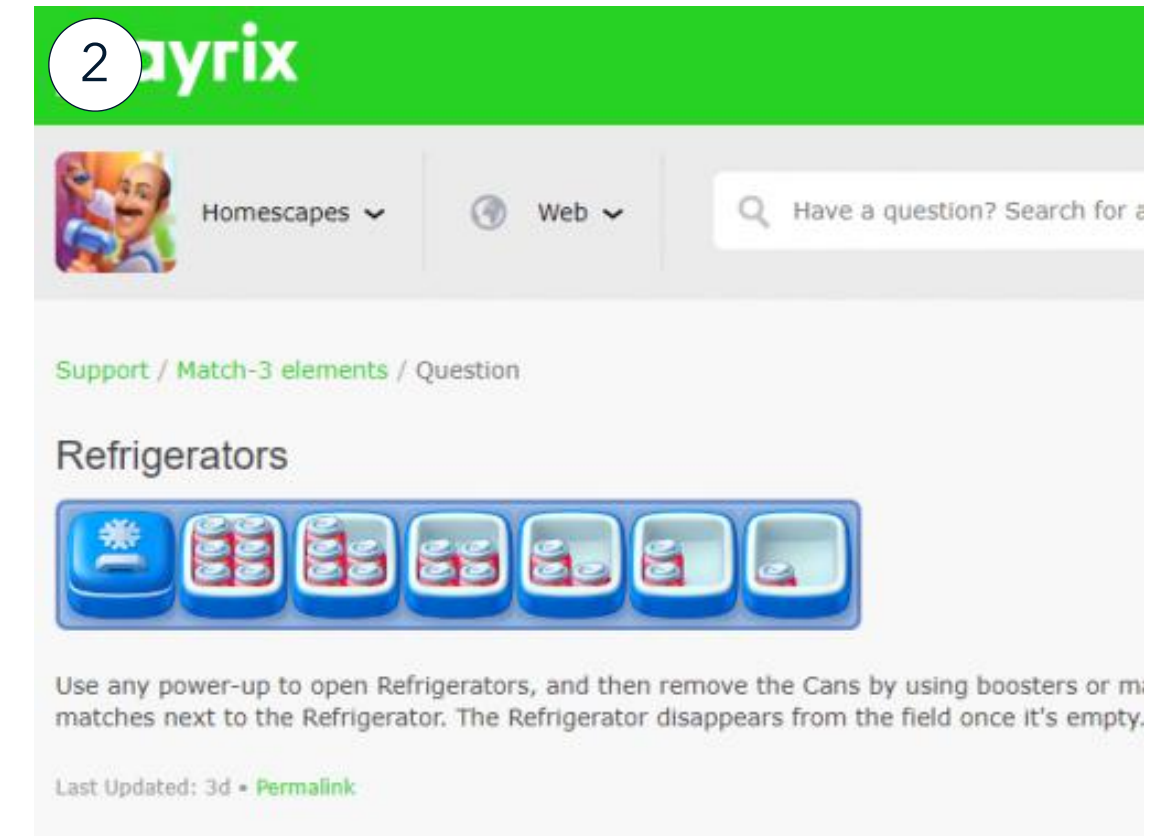 2
ayrix
Homescapes
Web
Have a question? Search for a
Support / Match-3 elements / Question
Refrigerators
Use any power-up to open Refrigerators, and then remove the Cans by using boosters or ma
matches next to the Refrigerator. The Refrigerator disappears from the field once it's empty.
Last Updated: 3d • Permalink